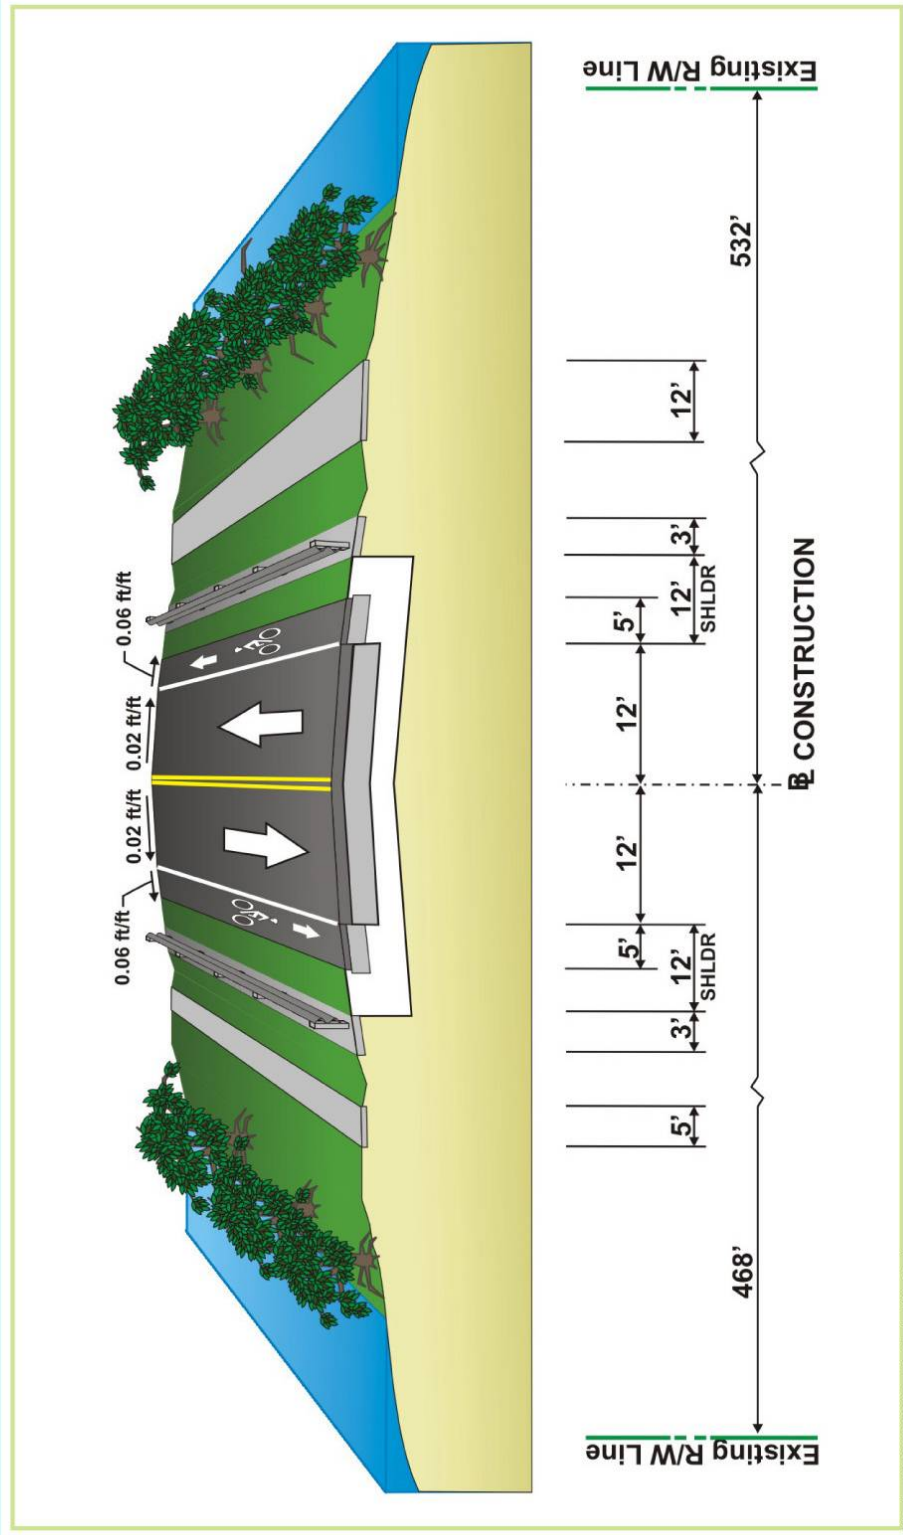 0.06 ft/ft
0.02 ft/ft
0.02 ft/ft
0.06 ft/ft
Existing R/W Line
Existing R/W Line
5'
12'
12'
5'
5'
3'
12'
SHLDR
12'
SHLDR
3'
12'
468'
532'
BL CONSTRUCTION